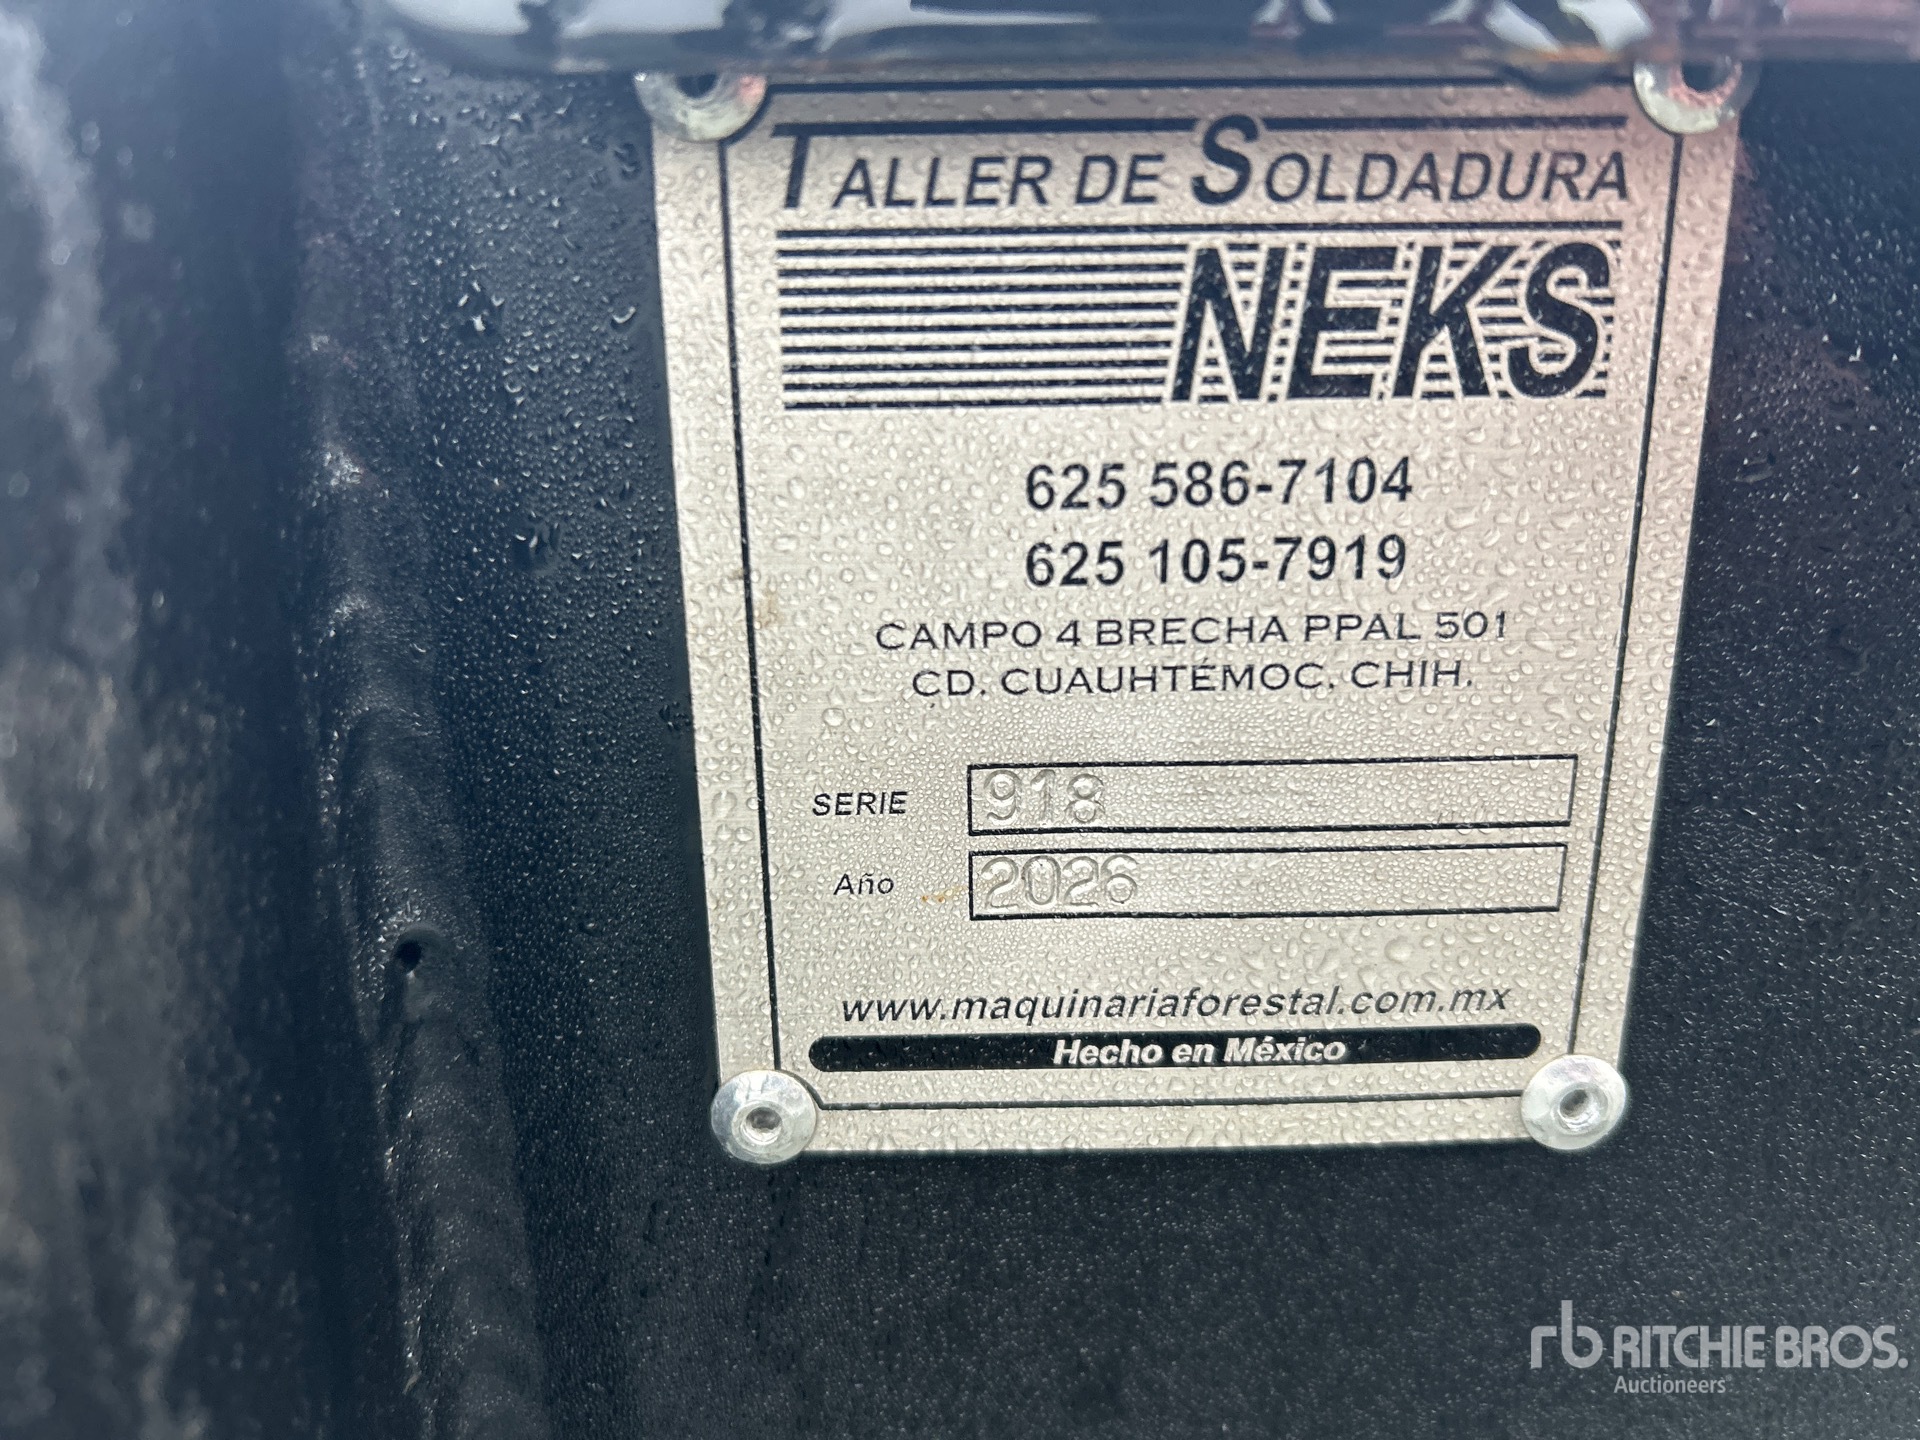 TALLER DE SOLDADURA
NEKS
625 586-7104
625 105-7919
CAMPO 4 BRECHA PPAL 501
CD. CUAUHTÉMOC, CHIH.
SERIE 918
Año 2026
www.maquinariaforestal.com.mx
Hecho en México
rb RITCHIE BROS.
Auctioneers